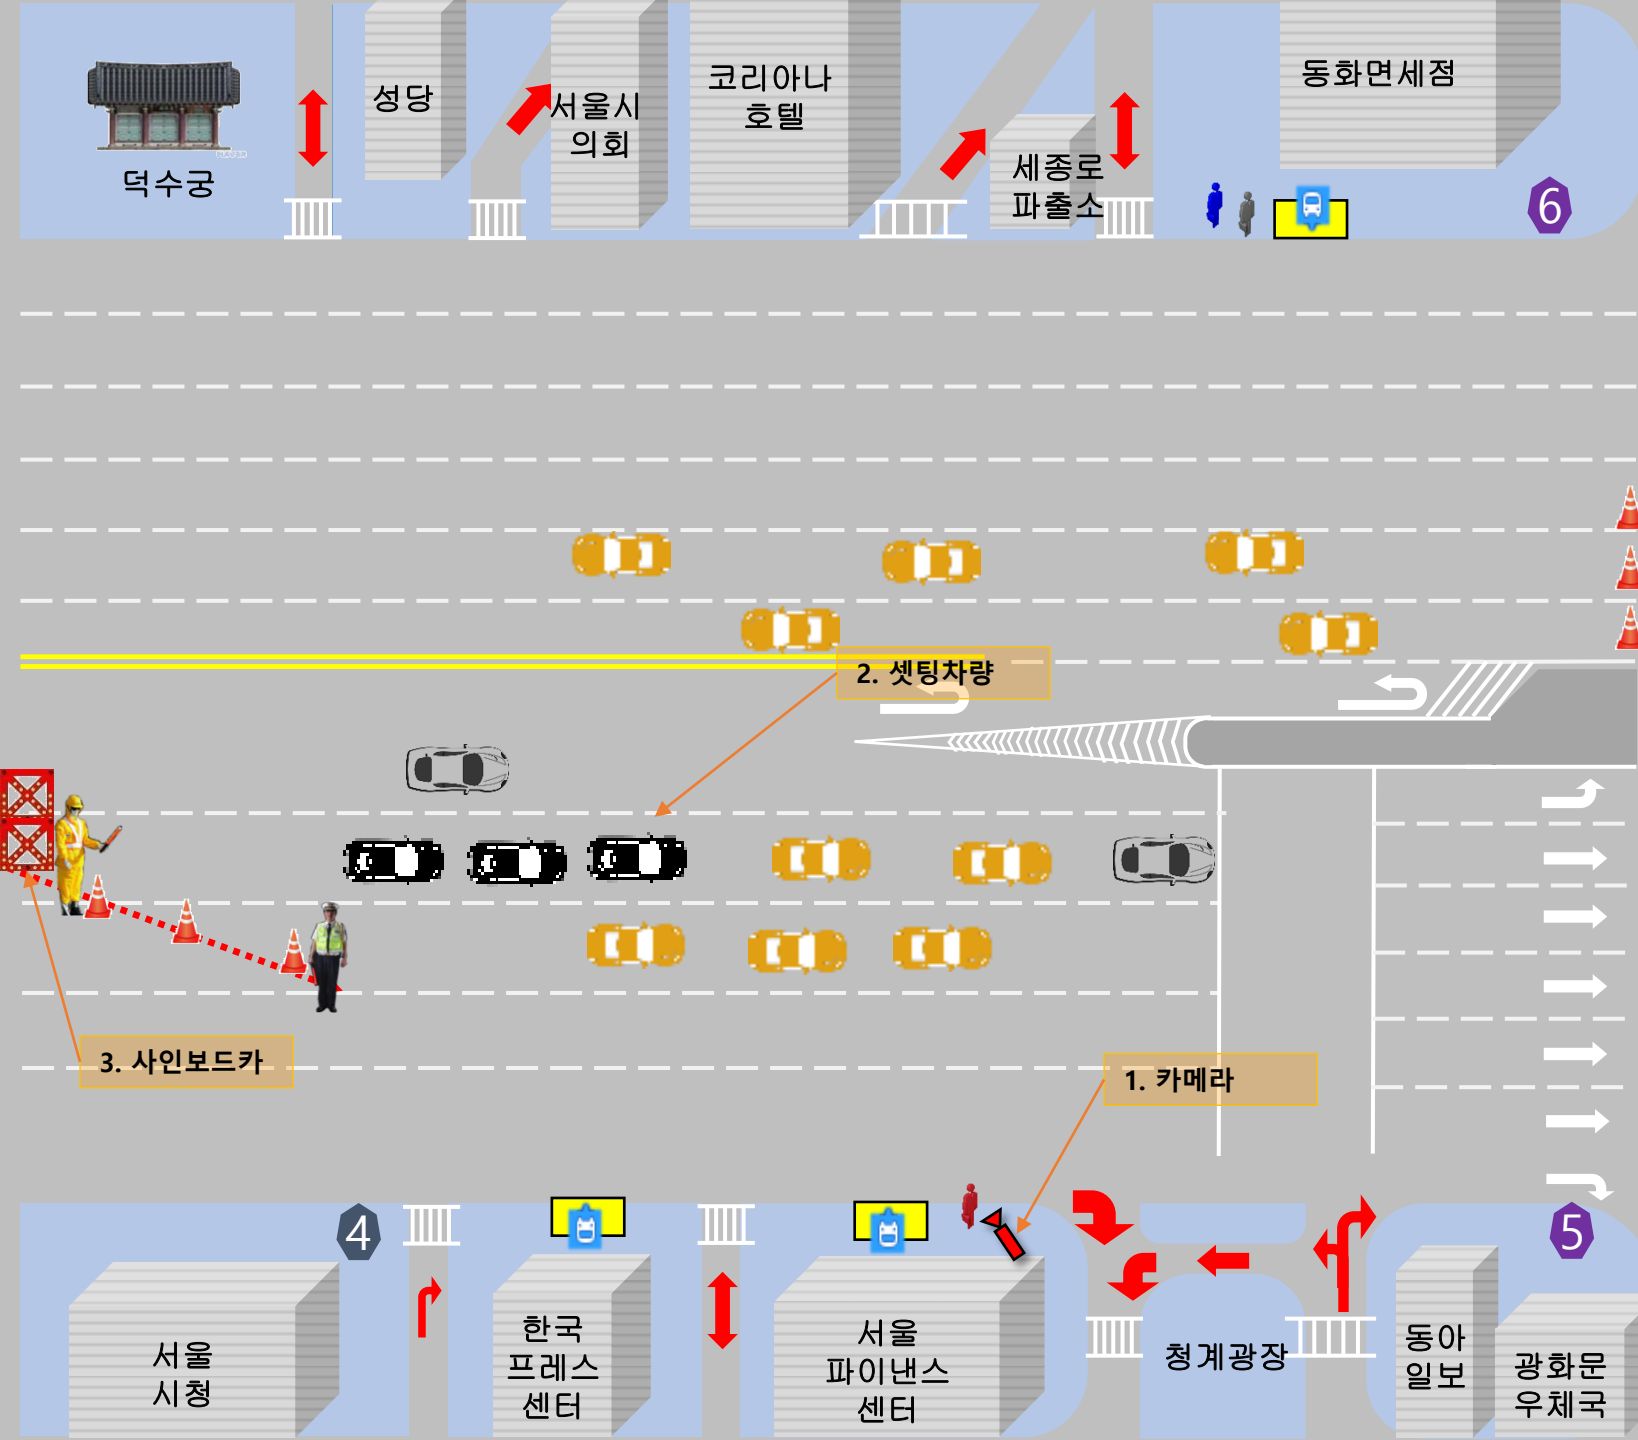 성당
서울시
의회
코리아나
호텔
동화면세점
세종로
파출소
덕수궁
6
2. 셋팅차량
3. 사인보드카
1. 카메라
4
5
서울
시청
한국
프레스
센터
서울
파이낸스
센터
청계광장
동아
일보
광화문
우체국